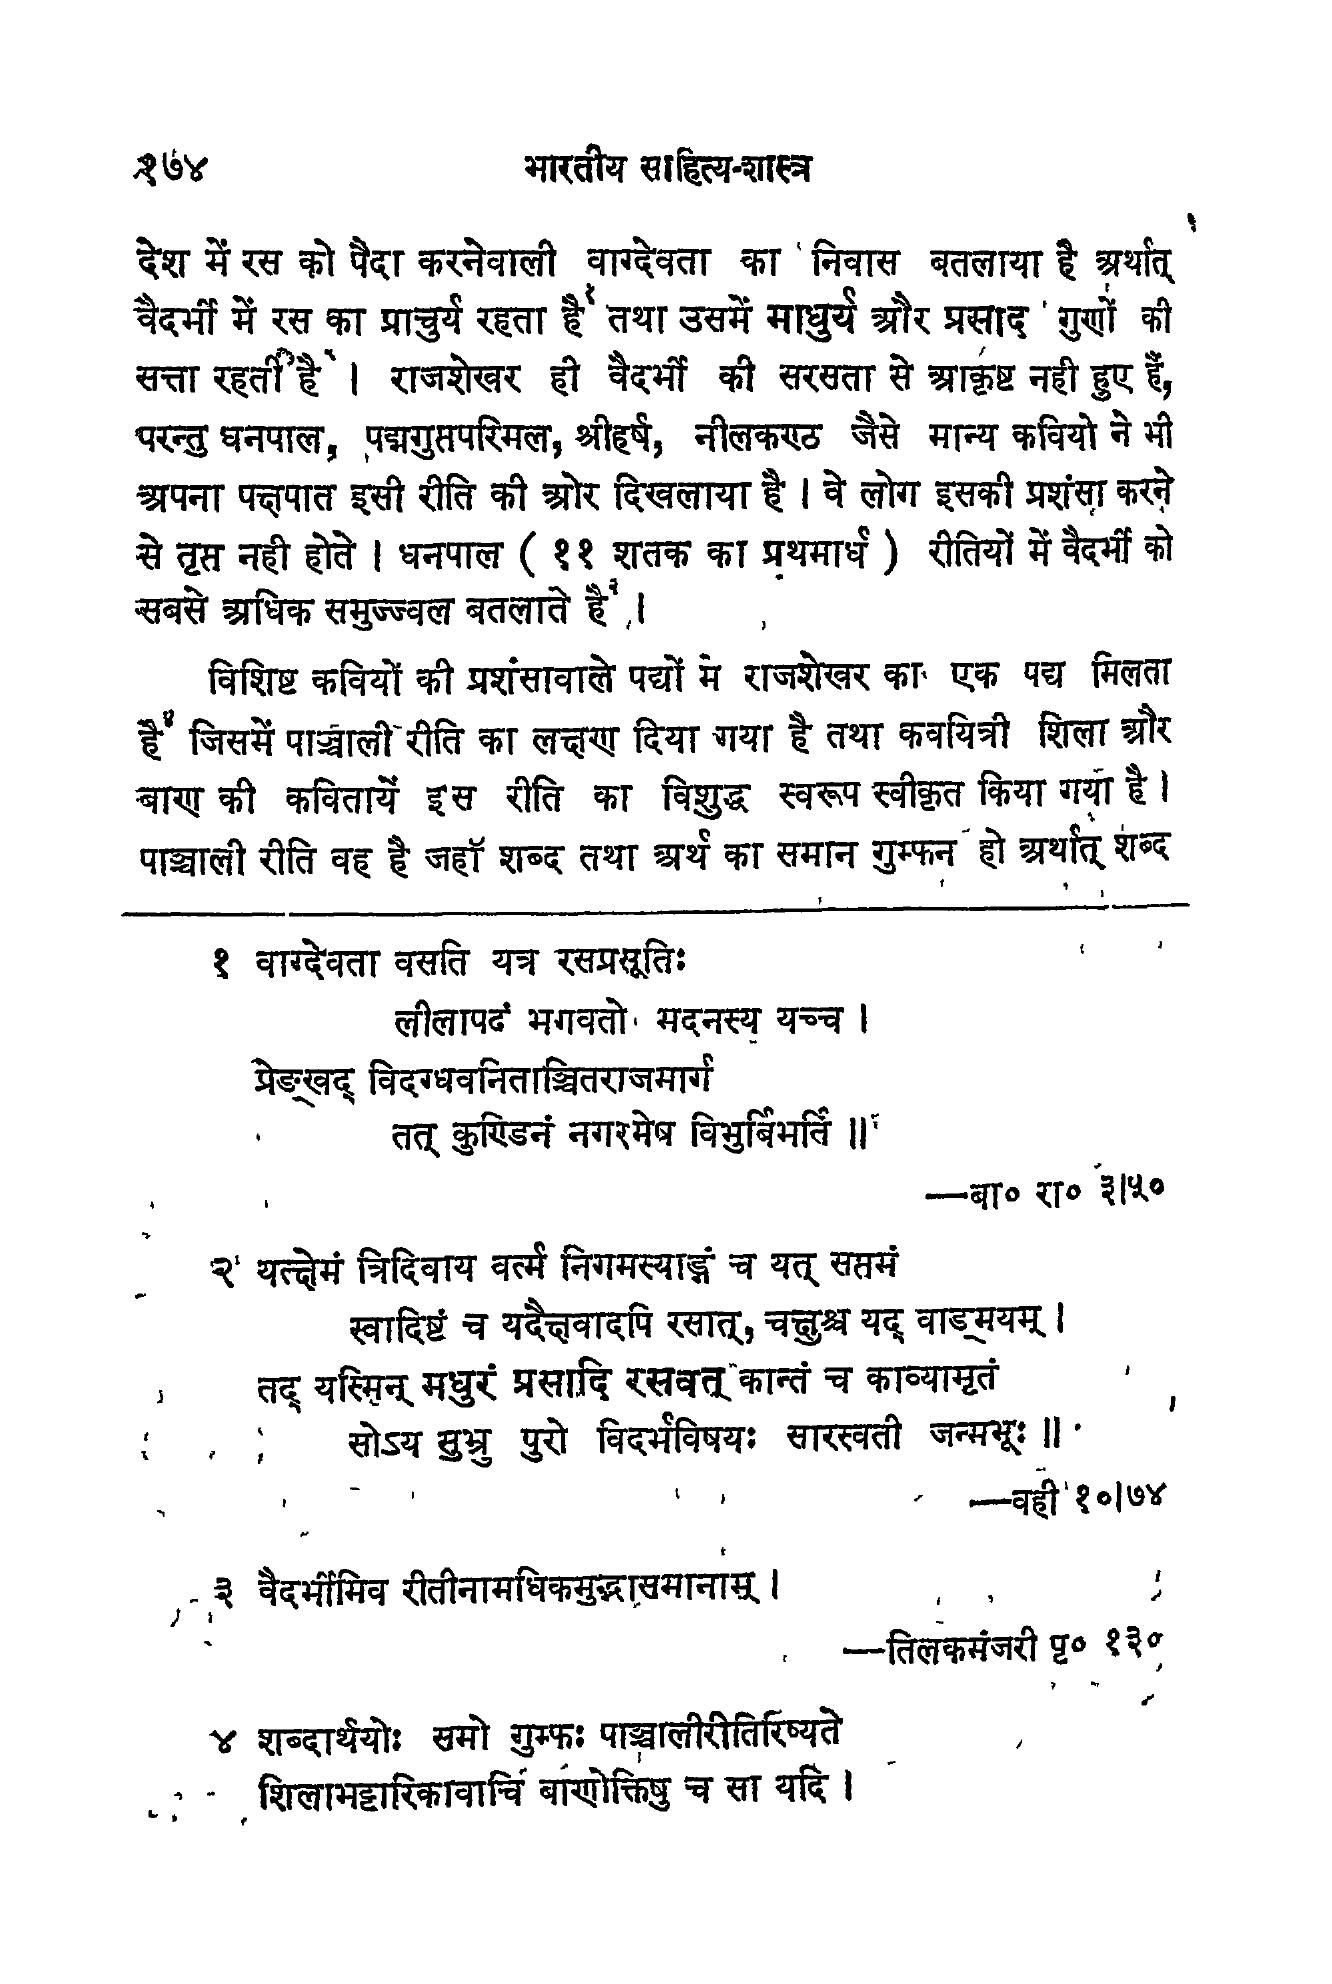 १७४ भारतीय साहित्य-शास्त्र
देश में रस को पैदा करनेवाली वाग्देवता का निवास बतलाया है अर्थात्
वैदर्भी में रस का प्राचुर्य रहता है१ तथा उसमें माधुर्य और प्रसाद गुणों की
सत्ता रहती है२ । राजशेखर ही वैदर्भी की सरसता से आकृष्ट नही हुए हैं,
परन्तु धनपाल, पद्मगुप्तपरिमल, श्रीहर्ष, नीलकण्ठ जैसे मान्य कवियो ने भी
अपना पक्षपात इसी रीति की ओर दिखलाया है । वे लोग इसकी प्रशंसा करने
से तृप्त नही होते । धनपाल ( ११ शतक का प्रथमार्ध ) रीतियों में वैदर्भी को
सबसे अधिक समुज्ज्वल बतलाते है३ ।
विशिष्ट कवियों की प्रशंसावाले पद्यों मे राजशेखर का एक पद्य मिलता
है४ जिसमें पाञ्चाली रीति का लक्षण दिया गया है तथा कवयित्री शिला और
बाण की कवितायें इस रीति का विशुद्ध स्वरूप स्वीकृत किया गया है ।
पाञ्चाली रीति वह है जहाँ शब्द तथा अर्थ का समान गुम्फन हो अर्थात् शब्द
१ वाग्देवता वसति यत्र रसप्रसूतिः
लीलापदं भगवतो मदनस्य यच्च ।
प्रेङ्खद् विदग्धवनिताञ्चितराजमार्ग
तत् कुण्डिनं नगरमेष विभुर्बिभर्ति ॥
—बा० रा० ३|५०
२ यत्क्षेमं त्रिदिवाय वर्त्म निगमस्याङ्गं च यत् सप्तमं
स्वादिष्टं च यदैक्षवादपि रसात्, चक्षुश्च यद् वाङ्मयम् ।
तद् यस्मिन् मधुरं प्रसादि रसवत् कान्तं च काव्यामृतं
सोऽय सुभ्रु पुरो विदर्भविषयः सारस्वती जन्मभूः ॥
—वही १०|७४
३ वैदर्भीमिव रीतीनामधिकमुद्भासमानाम् ।
—तिलकमंजरी पृ० १३०
४ शब्दार्थयोः समो गुम्फः पाञ्चालीरीतिरिष्यते
शिलाभट्टारिकावाचि बाणोक्तिषु च सा यदि ।